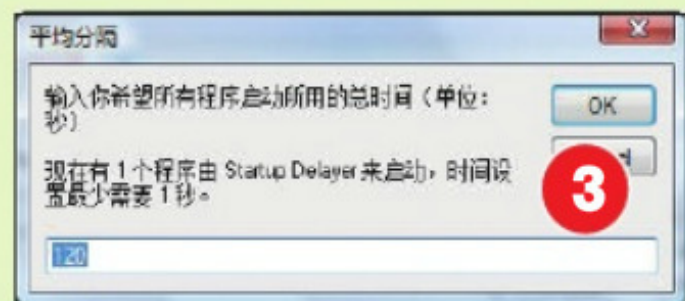 平均分隔
输入你希望所有程序启动所用的总时间（单位：
秒）
OK
现在有 1 个程序由 Startup Delayer 来启动，时间设
置最少需要 1 秒。
3
120